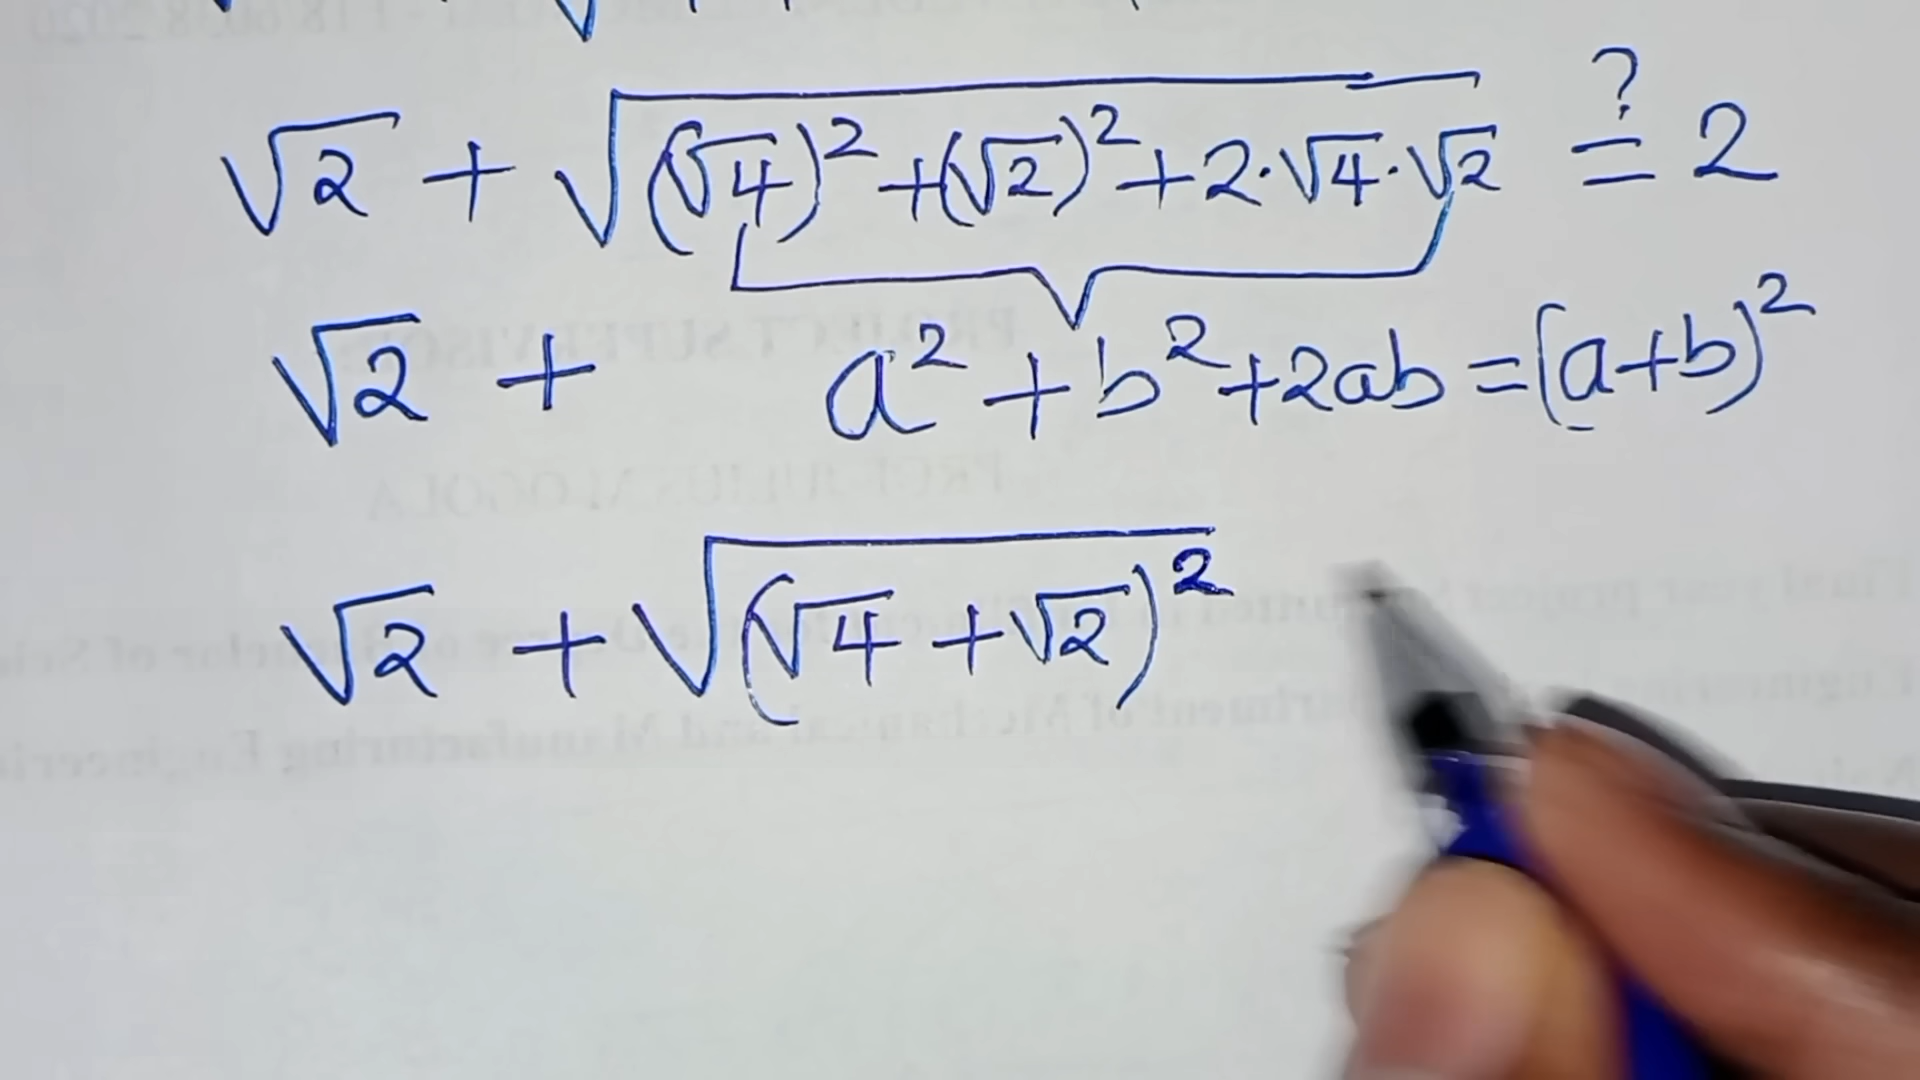 √2 + √((√4)² + (√2)² + 2·√4·√2) ≟ 2
√2 + a² + b² + 2ab = (a+b)²
√2 + √((√4 + √2)²)